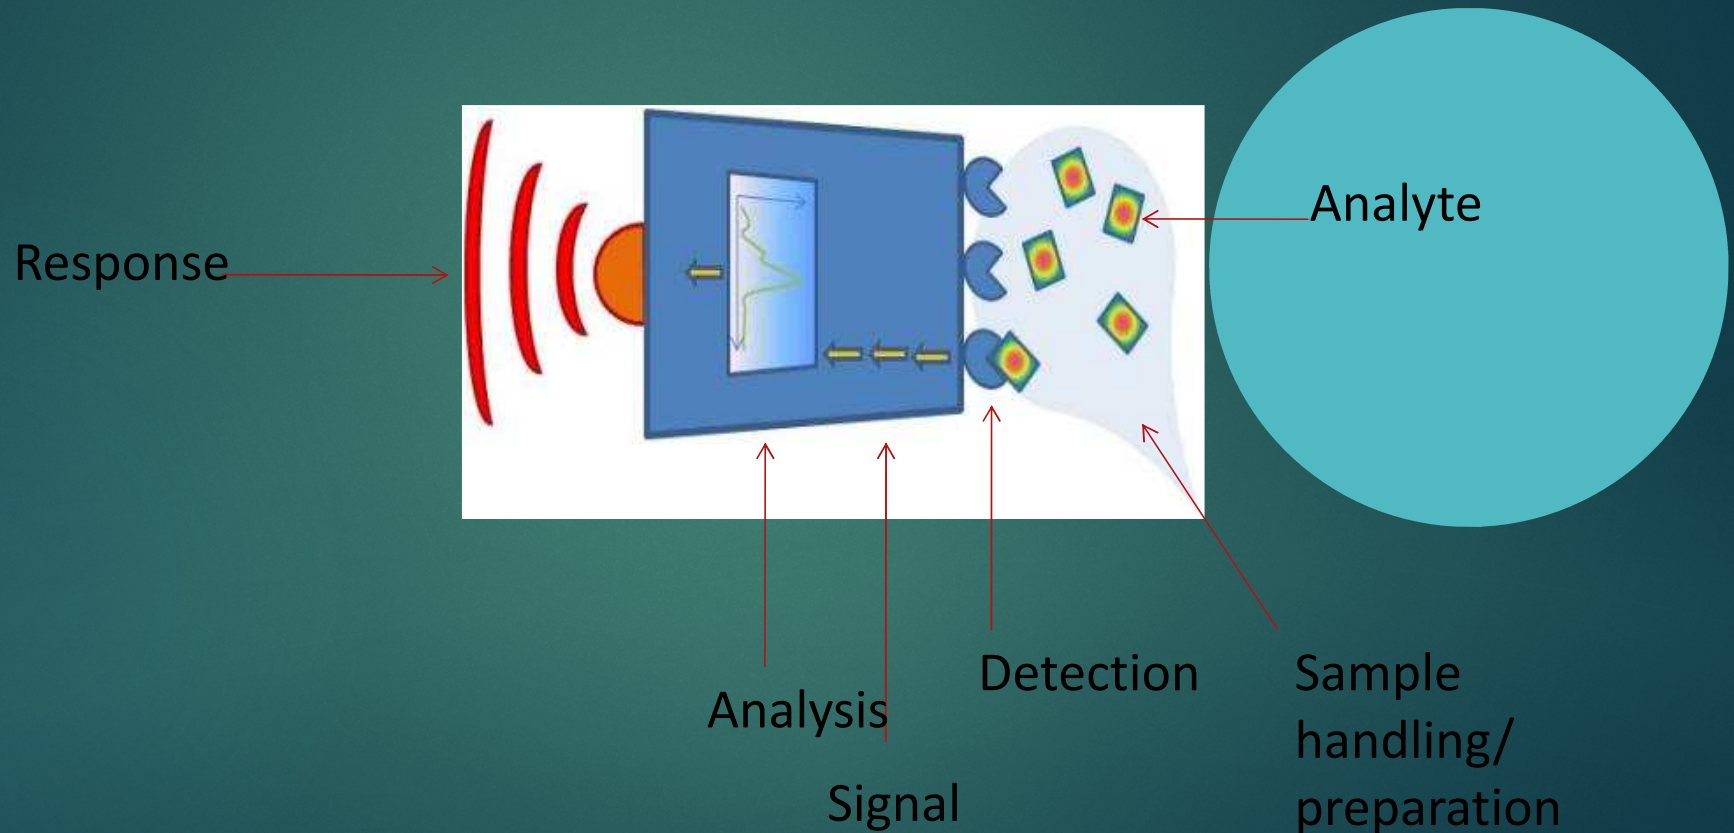 Analyte
Response
Detection
Sample
handling/
preparation
Analysis
Signal